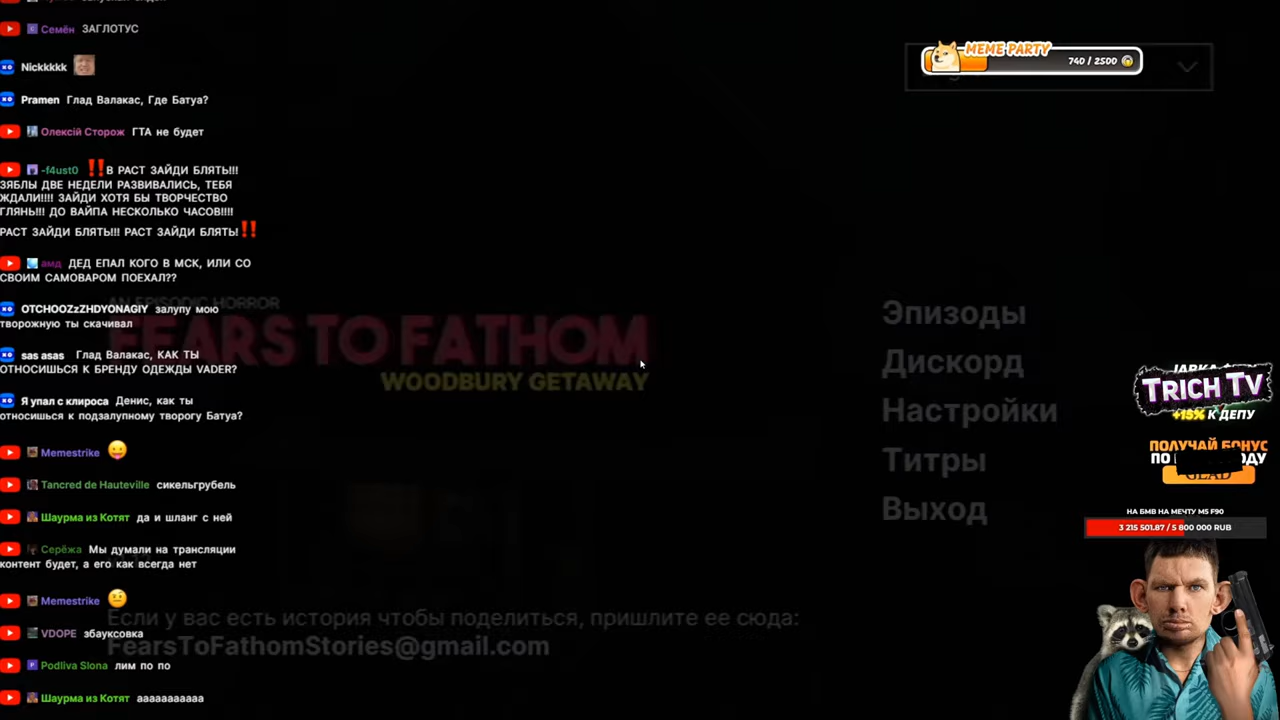 Семён ЗАГЛОТУС
Nickkkkk
Pramen Глад Валакас, Где Батуа?
Олексій Сторож ГТА не будет
-f4ust0 ‼В РАСТ ЗАЙДИ БЛЯТЬ!!!
ЗЯБЛЫ ДВЕ НЕДЕЛИ РАЗВИВАЛИСЬ, ТЕБЯ
ЖДАЛИ!!!! ЗАЙДИ ХОТЯ БЫ ТВОРЧЕСТВО
ГЛЯНЬ!!! ДО ВАЙПА НЕСКОЛЬКО ЧАСОВ!!!!
РАСТ ЗАЙДИ БЛЯТЬ!!! РАСТ ЗАЙДИ БЛЯТЬ!‼
амд ДЕД ЕПАЛ КОГО В МСК, ИЛИ СО
СВОИМ САМОВАРОМ ПОЕХАЛ??
OTCHOOZzZHDYONAGIY залупу мою
творожную ты скачивал
sas asas Глад Валакас, КАК ТЫ
ОТНОСИШЬСЯ К БРЕНДУ ОДЕЖДЫ VADER?
Я упал с клироса Денис, как ты
относишься к подзалупному творогу Батуа?
Memestrike 😛
Tancred de Hauteville сикельгрубель
Шаурма из Котят да и шланг с ней
Серёжа Мы думали на трансляции
контент будет, а его как всегда нет
Memestrike 🤨
VDOPE збауксовка
Podliva Slona лим по по
Шаурма из Котят ааааааааааа
AN EPISODIC HORROR
FEARS TO FATHOM
WOODBURY GETAWAY
Эпизоды
Дискорд
Настройки
Титры
Выход
Если у вас есть история чтобы поделиться, пришлите ее сюда:
FearsToFathomStories@gmail.com
MEME PARTY
740 / 2500
TRICH TV
+15% К ДЕПУ
ПОЛУЧАЙ БОНУС
ПО
GLAD
НА БМВ НА МЕЧТУ M5 F90
3 215 501.87 / 5 800 000 RUB